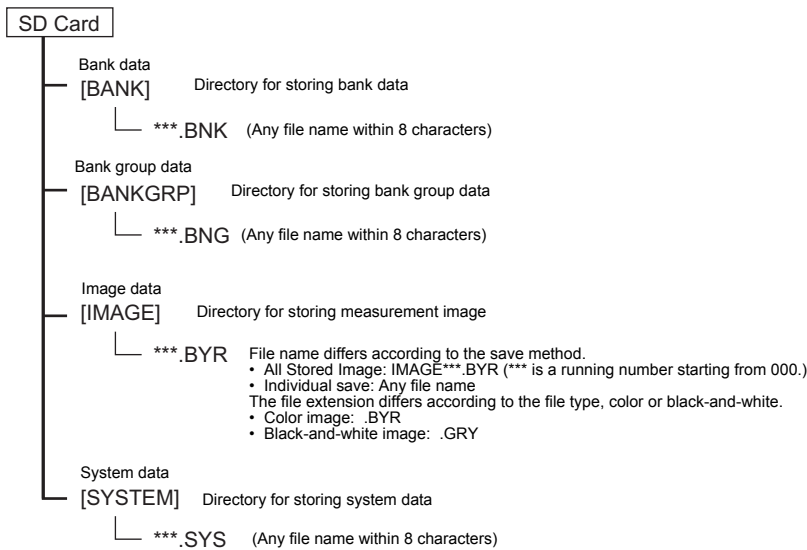 SD Card
Bank data
[BANK] Directory for storing bank data
***.BNK (Any file name within 8 characters)
Bank group data
[BANKGRP] Directory for storing bank group data
***.BNG (Any file name within 8 characters)
Image data
[IMAGE] Directory for storing measurement image
***.BYR File name differs according to the save method.
• All Stored Image: IMAGE***.BYR (*** is a running number starting from 000.)
• Individual save: Any file name
The file extension differs according to the file type, color or black-and-white.
• Color image: .BYR
• Black-and-white image: .GRY
System data
[SYSTEM] Directory for storing system data
***.SYS (Any file name within 8 characters)